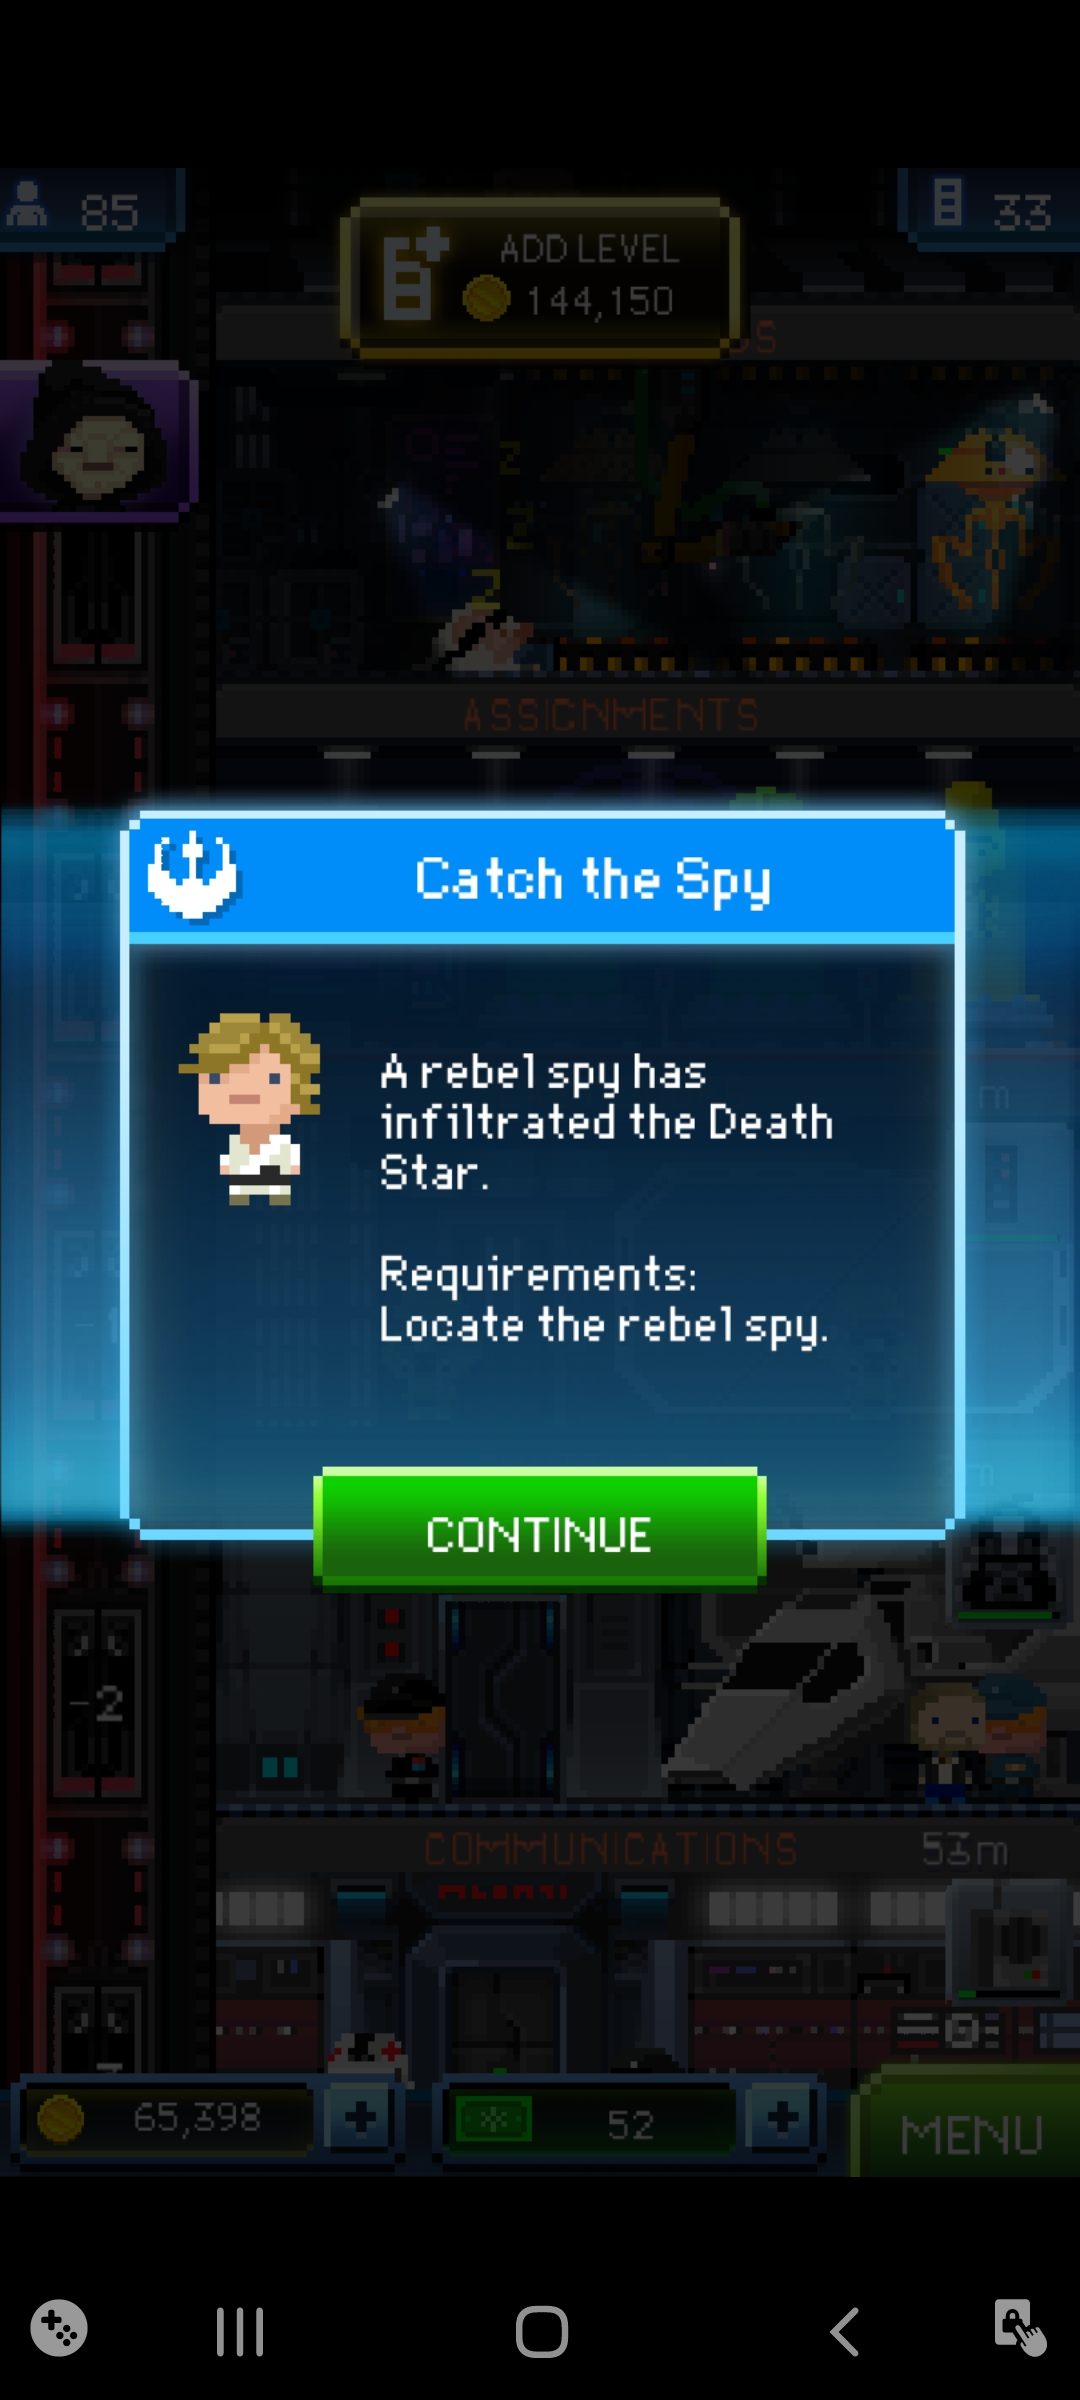 85
ADD LEVEL
144,150
33
ASSIGNMENTS
Catch the Spy
A rebel spy has
infiltrated the Death
Star.
Requirements:
Locate the rebel spy.
CONTINUE
-2
COMMUNICATIONS
65,398
52
MENU